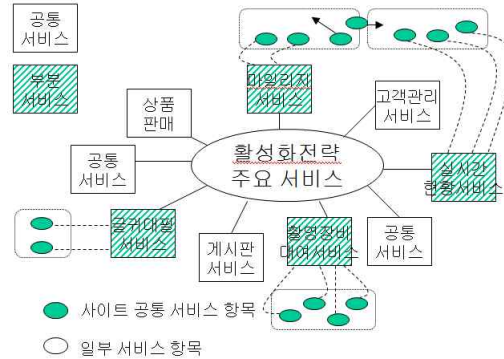 공통
서비스
부분
서비스
상품
판매
마일리지
서비스
고객관리
서비스
공통
서비스
활성화전략
주요 서비스
실시간
현황서비스
글귀대필
서비스
게시판
서비스
촬영장비
대여서비스
공통
서비스
사이트 공통 서비스 항목
일부 서비스 항목